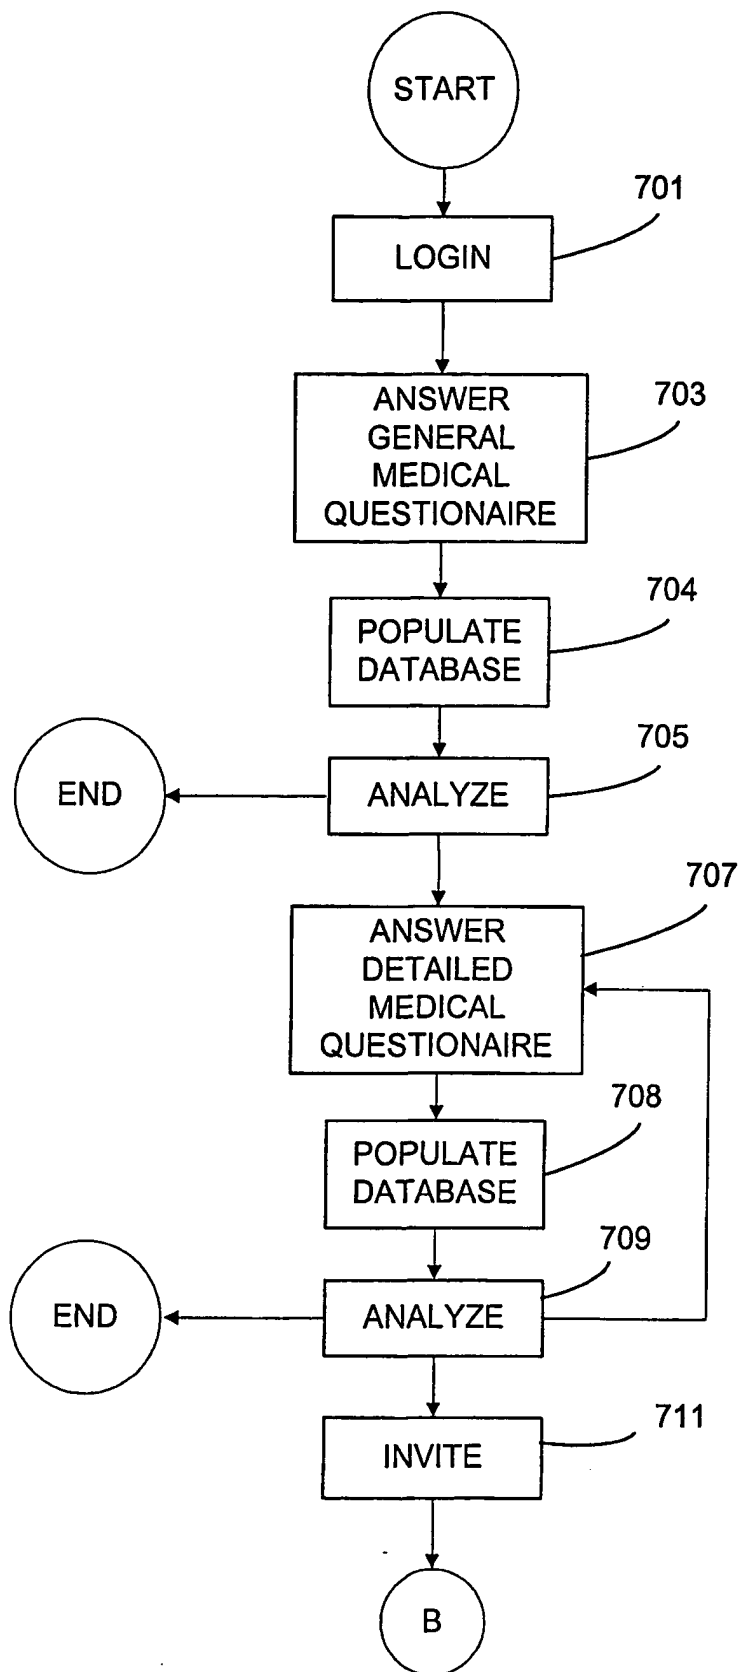 START
701
LOGIN
703
ANSWER
GENERAL
MEDICAL
QUESTIONAIRE
704
POPULATE
DATABASE
705
END
ANALYZE
707
ANSWER
DETAILED
MEDICAL
QUESTIONAIRE
708
POPULATE
DATABASE
709
END
ANALYZE
711
INVITE
B